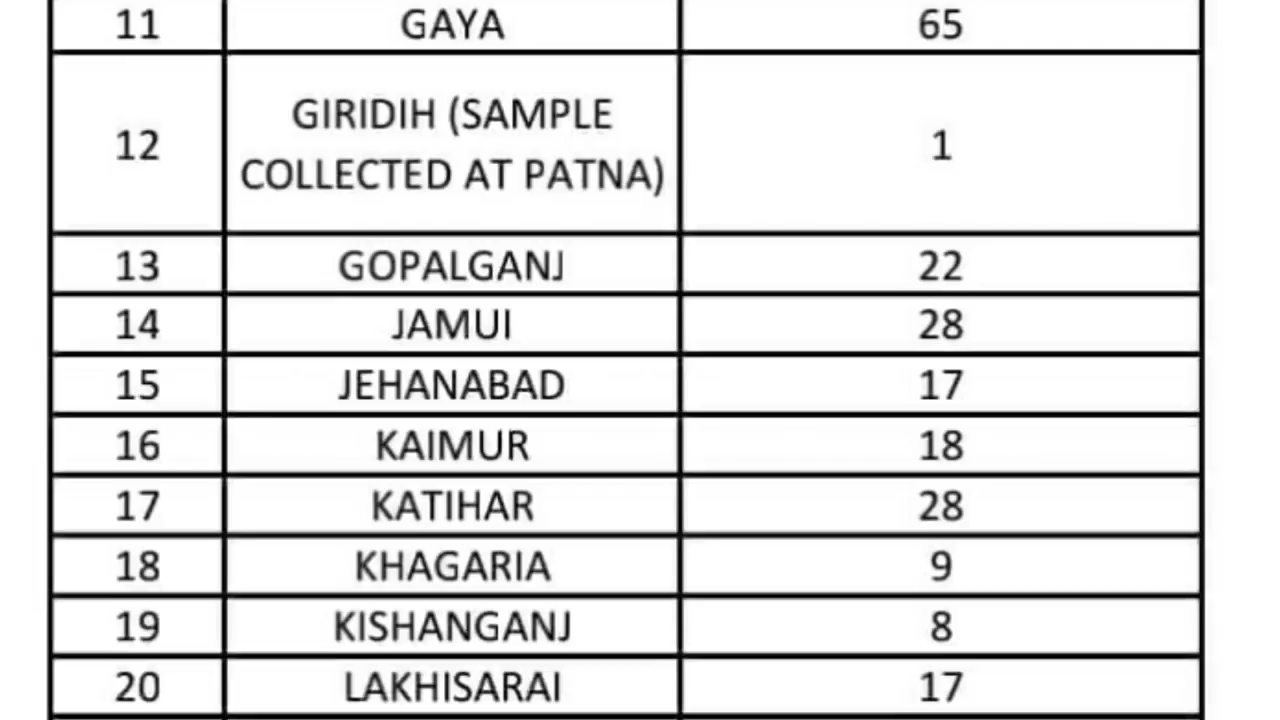 11 GAYA 65
12 GIRIDIH (SAMPLE COLLECTED AT PATNA) 1
13 GOPALGANJ 22
14 JAMUI 28
15 JEHANABAD 17
16 KAIMUR 18
17 KATIHAR 28
18 KHAGARIA 9
19 KISHANGANJ 8
20 LAKHISARAI 17